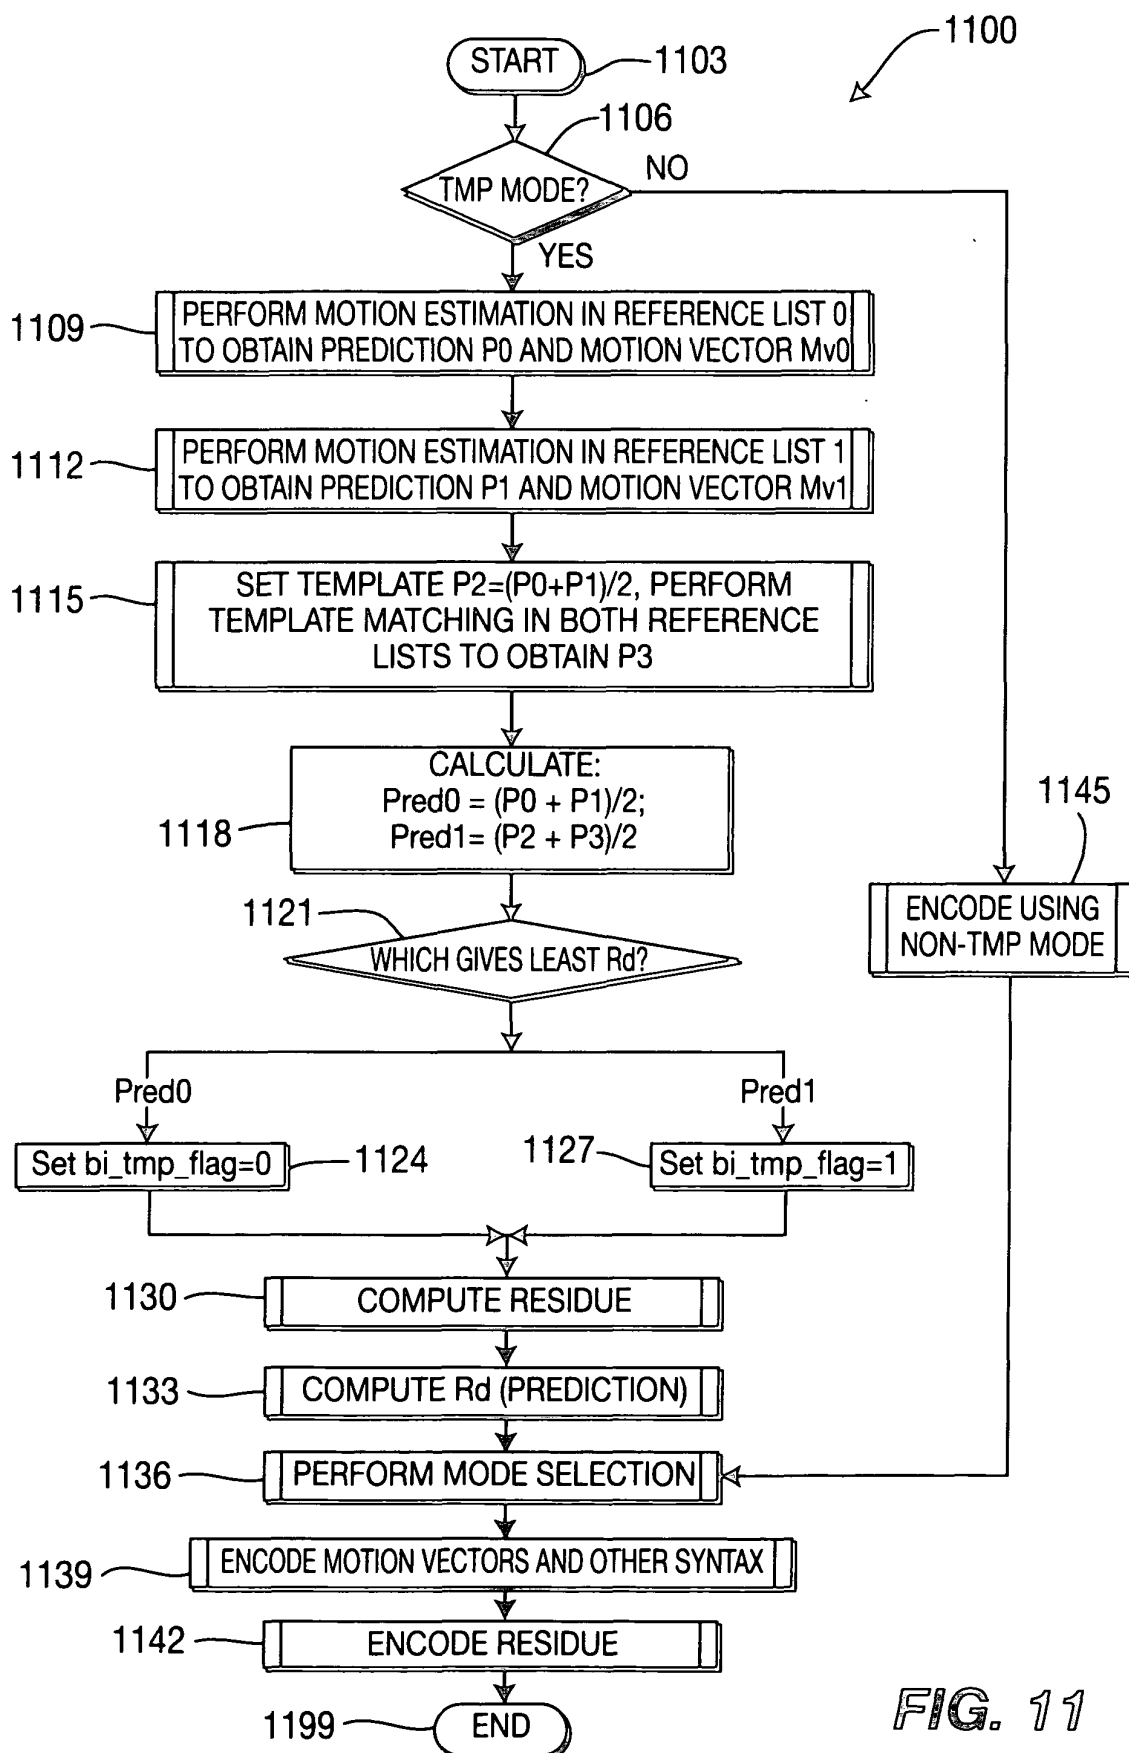 1100
START
1103
1106
TMP MODE?
NO
YES
1109
PERFORM MOTION ESTIMATION IN REFERENCE LIST 0
TO OBTAIN PREDICTION P0 AND MOTION VECTOR Mv0
1112
PERFORM MOTION ESTIMATION IN REFERENCE LIST 1
TO OBTAIN PREDICTION P1 AND MOTION VECTOR Mv1
1115
SET TEMPLATE P2=(P0+P1)/2, PERFORM
TEMPLATE MATCHING IN BOTH REFERENCE
LISTS TO OBTAIN P3
1118
CALCULATE:
Pred0 = (P0 + P1)/2;
Pred1= (P2 + P3)/2
1145
ENCODE USING
NON-TMP MODE
1121
WHICH GIVES LEAST Rd?
Pred0
Pred1
Set bi_tmp_flag=0
1124
1127
Set bi_tmp_flag=1
1130
COMPUTE RESIDUE
1133
COMPUTE Rd (PREDICTION)
1136
PERFORM MODE SELECTION
1139
ENCODE MOTION VECTORS AND OTHER SYNTAX
1142
ENCODE RESIDUE
1199
END
FIG. 11